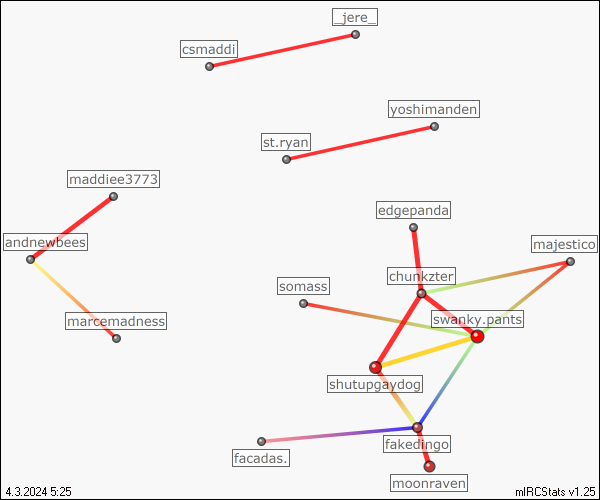 _jere_
csmaddi
yoshimanden
st.ryan
maddiee3773
edgepanda
andnewbees
majestico
chunkzter
somass
swanky.pants
marcemadness
shutupgaydog
fakedingo
facadas.
moonraven
4.3.2024 5:25
mIRCStats v1.25